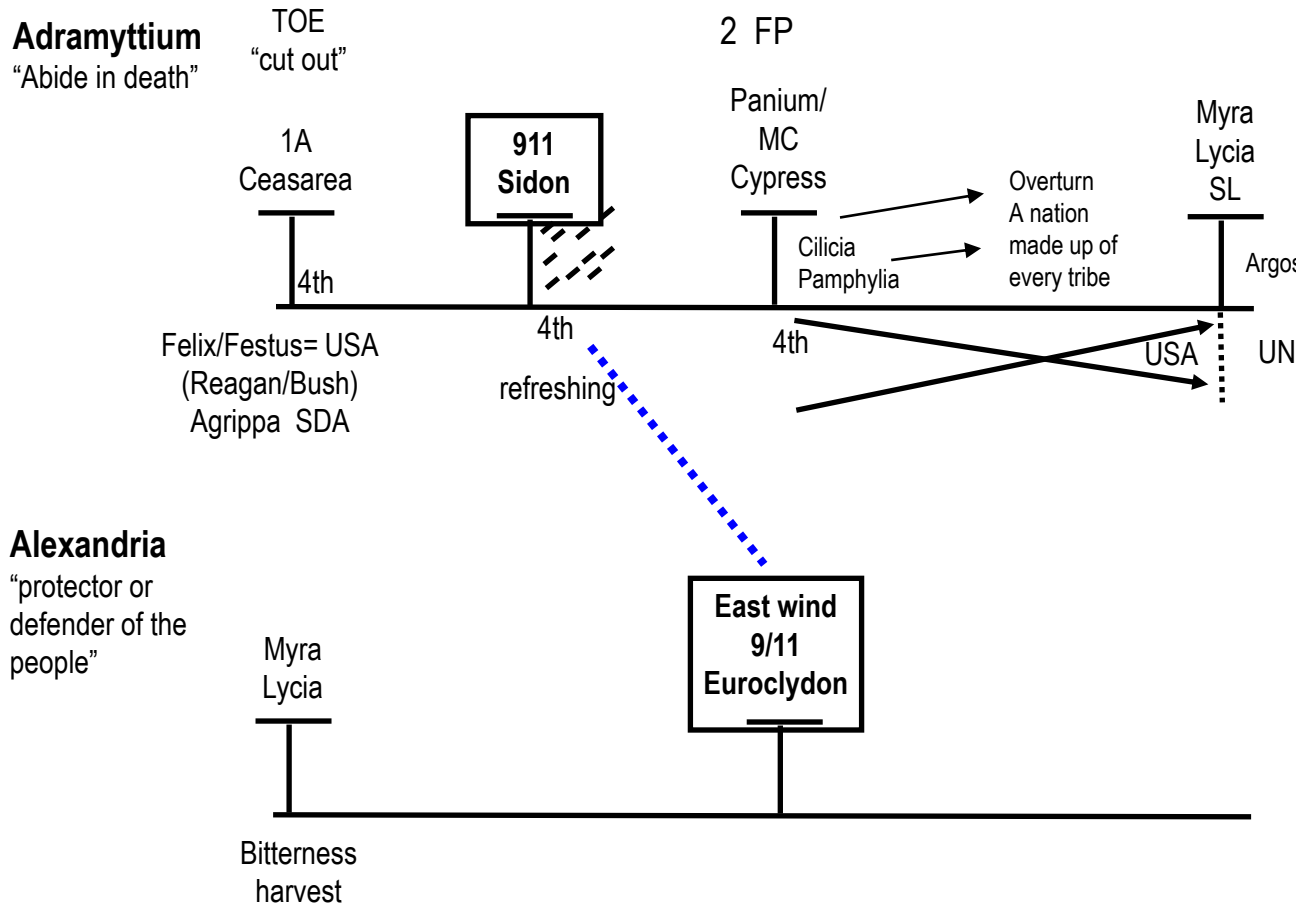 Adramyttium
“Abide in death”
TOE
“cut out”
2 FP
1A
Ceasarea
911
Sidon
Panium/
MC
Cypress
Myra
Lycia
SL
Cilicia
Pamphylia
Overturn
A nation
made up of
every tribe
Argos
4th
4th
4th
USA
UN
Felix/Festus= USA
(Reagan/Bush)
Agrippa SDA
refreshing
Alexandria
“protector or
defender of the
people”
Myra
Lycia
East wind
9/11
Euroclydon
Bitterness
harvest